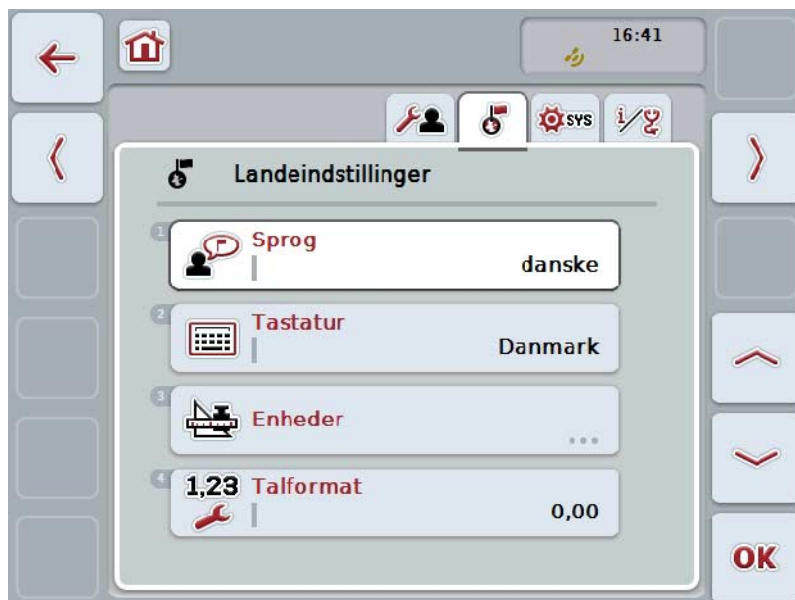 16:41
SYS
i/
Landeindstillinger
1
Sprog
danske
2
Tastatur
Danmark
3
Enheder
...
4
1,23 Talformat
0,00
OK